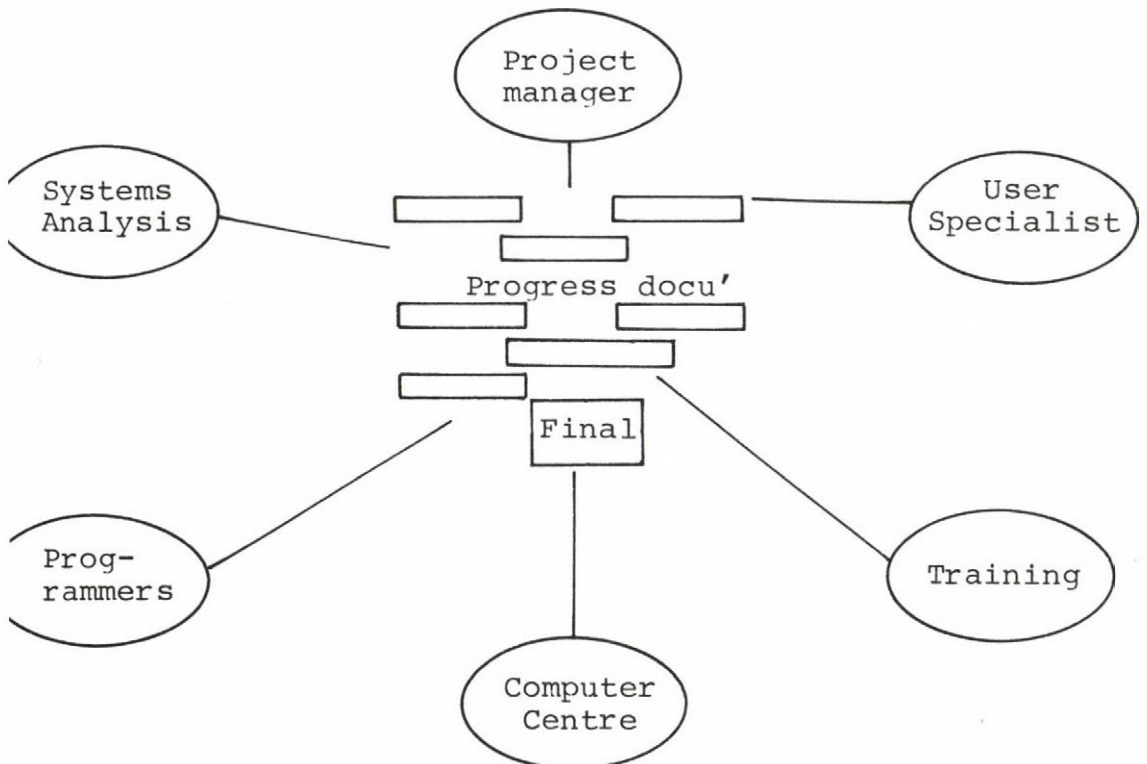 Project
manager
Systems
Analysis
User
Specialist
Progress docu'
Final
Prog-
rammers
Training
Computer
Centre